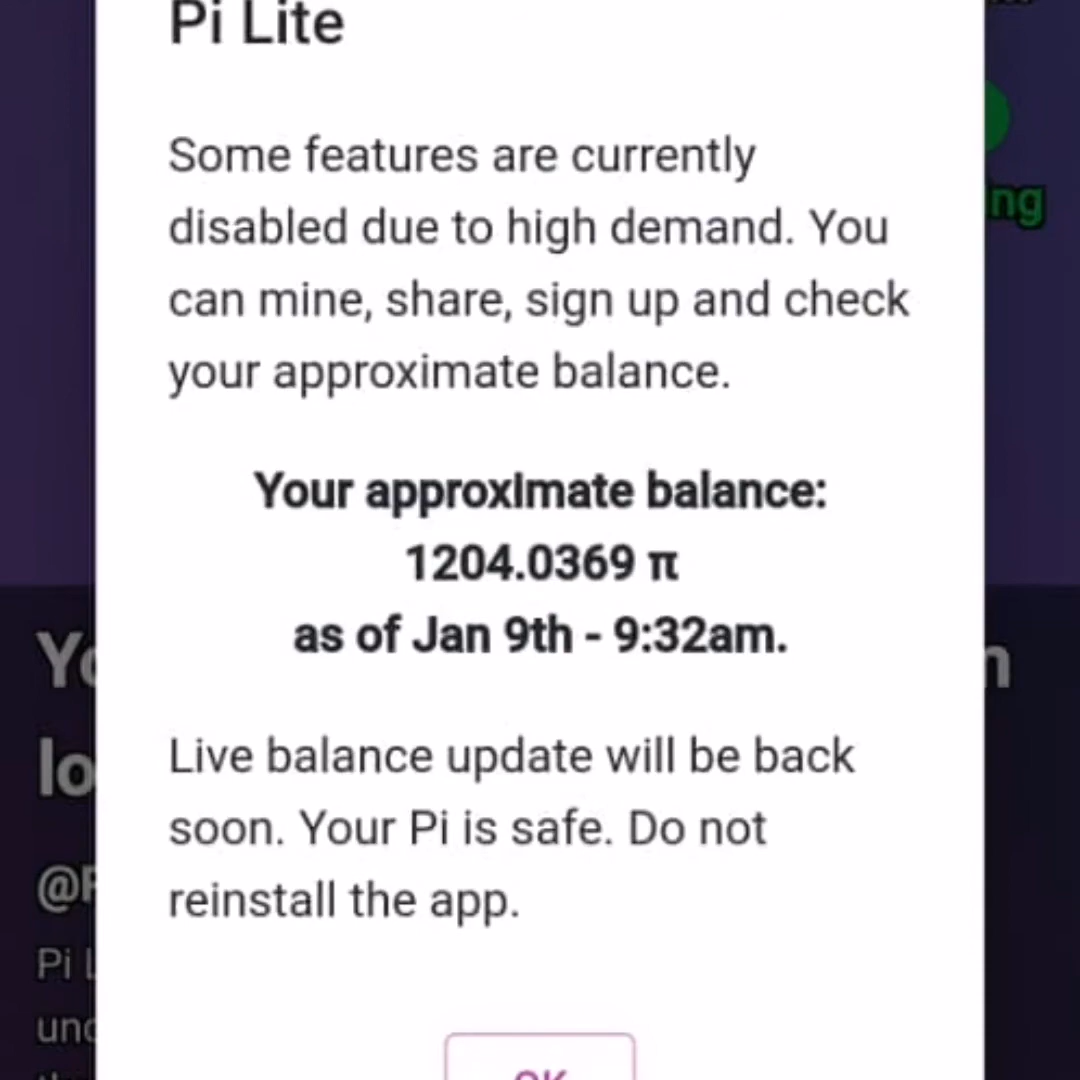 Pi Lite
Some features are currently
disabled due to high demand. You
can mine, share, sign up and check
your approximate balance.
Your approximate balance:
1204.0369 π
as of Jan 9th - 9:32am.
Live balance update will be back
soon. Your Pi is safe. Do not
reinstall the app.